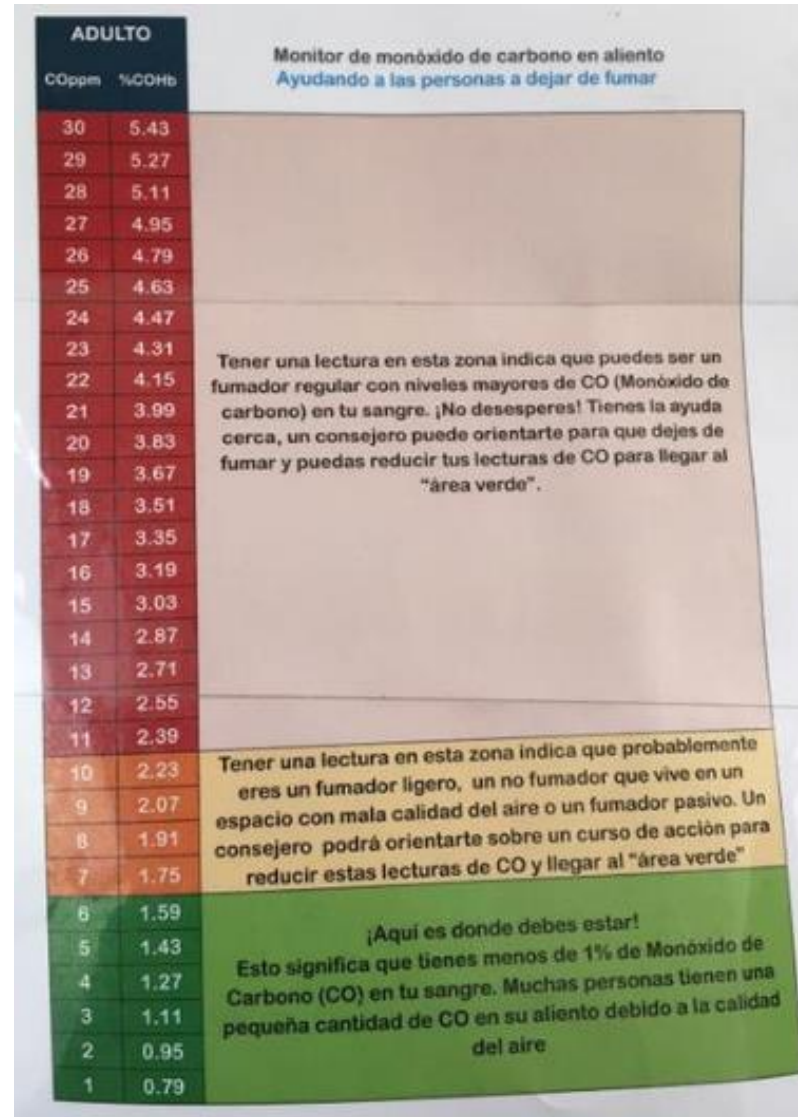 ADULTO
COppm %COHb
Monitor de monóxido de carbono en aliento
Ayudando a las personas a dejar de fumar
30 5.43
29 5.27
28 5.11
27 4.95
26 4.79
25 4.63
24 4.47
23 4.31
22 4.15
21 3.99
20 3.83
19 3.67
18 3.51
17 3.35
16 3.19
15 3.03
14 2.87
13 2.71
12 2.55
11 2.39
Tener una lectura en esta zona indica que puedes ser un
fumador regular con niveles mayores de CO (Monóxido de
carbono) en tu sangre. ¡No desesperes! Tienes la ayuda
cerca, un consejero puede orientarte para que dejes de
fumar y puedas reducir tus lecturas de CO para llegar al
"área verde".
10 2.23
9 2.07
8 1.91
7 1.75
Tener una lectura en esta zona indica que probablemente
eres un fumador ligero, un no fumador que vive en un
espacio con mala calidad del aire o un fumador pasivo. Un
consejero podrá orientarte sobre un curso de acción para
reducir estas lecturas de CO y llegar al "área verde"
6 1.59
5 1.43
4 1.27
3 1.11
2 0.95
1 0.79
¡Aquí es donde debes estar!
Esto significa que tienes menos de 1% de Monóxido de
Carbono (CO) en tu sangre. Muchas personas tienen una
pequeña cantidad de CO en su aliento debido a la calidad
del aire